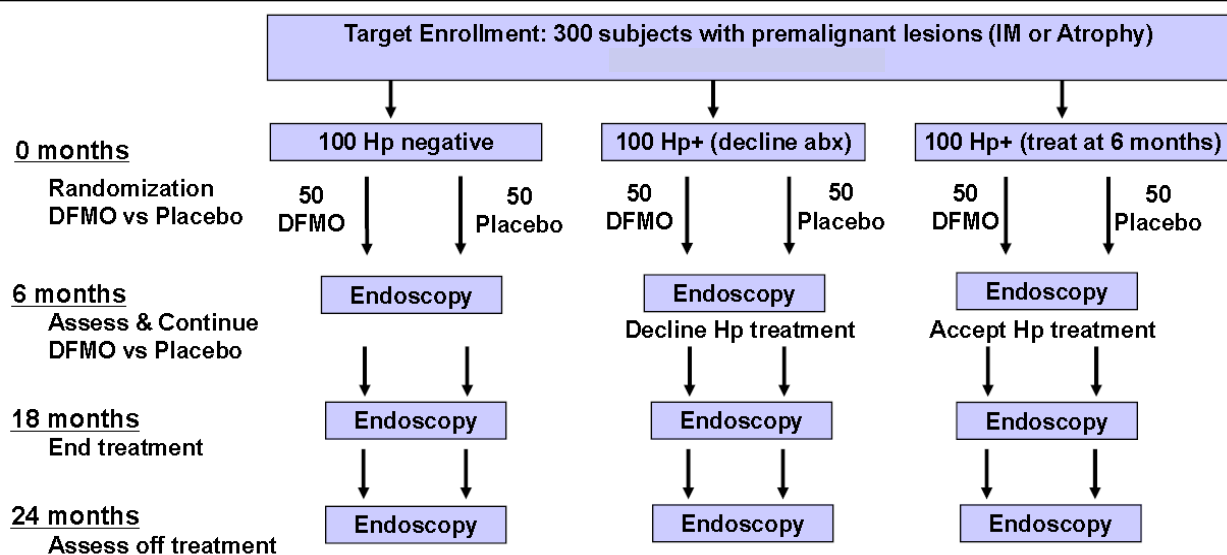 Target Enrollment: 300 subjects with premalignant lesions (IM or Atrophy)
0 months
Randomization
DFMO vs Placebo
100 Hp negative
100 Hp+ (decline abx)
100 Hp+ (treat at 6 months)
50
DFMO
50
Placebo
50
DFMO
50
Placebo
50
DFMO
50
Placebo
6 months
Assess & Continue
DFMO vs Placebo
Endoscopy
Endoscopy
Decline Hp treatment
Endoscopy
Accept Hp treatment
18 months
End treatment
Endoscopy
Endoscopy
Endoscopy
24 months
Assess off treatment
Endoscopy
Endoscopy
Endoscopy